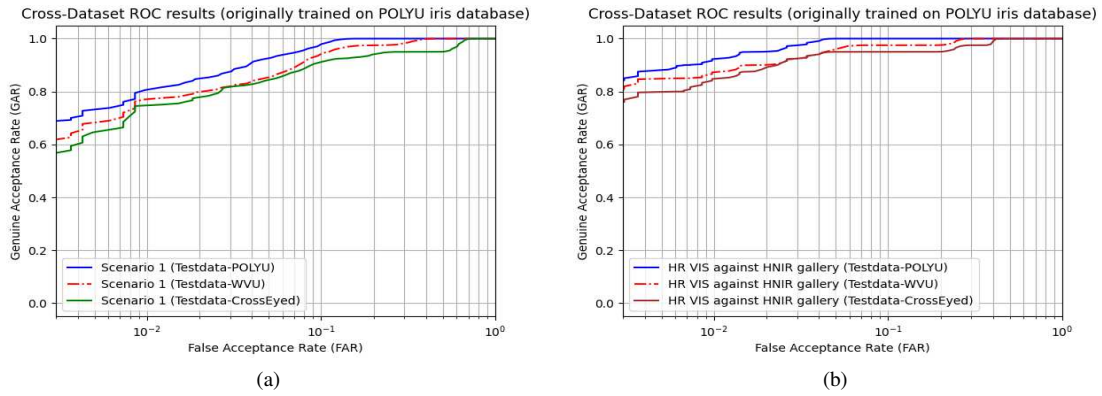 Cross-Dataset ROC results (originally trained on POLYU iris database)
Genuine Acceptance Rate (GAR)
1.0
0.8
0.6
0.4
0.2
0.0
Scenario 1 (Testdata-POLYU)
Scenario 1 (Testdata-WVU)
Scenario 1 (Testdata-CrossEyed)
10⁻²
10⁻¹
10⁰
False Acceptance Rate (FAR)
(a)
Cross-Dataset ROC results (originally trained on POLYU iris database)
Genuine Acceptance Rate (GAR)
1.0
0.8
0.6
0.4
0.2
0.0
HR VIS against HNIR gallery (Testdata-POLYU)
HR VIS against HNIR gallery (Testdata-WVU)
HR VIS against HNIR gallery (Testdata-CrossEyed)
10⁻²
10⁻¹
10⁰
False Acceptance Rate (FAR)
(b)